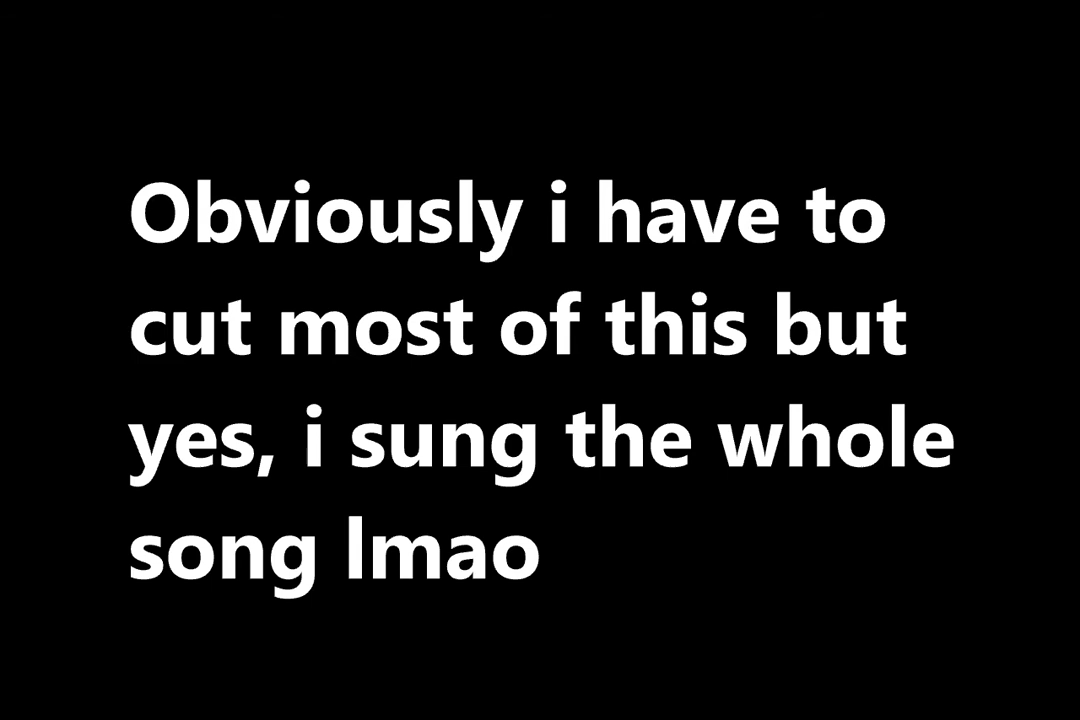 Obviously i have to
cut most of this but
yes, i sung the whole
song lmao